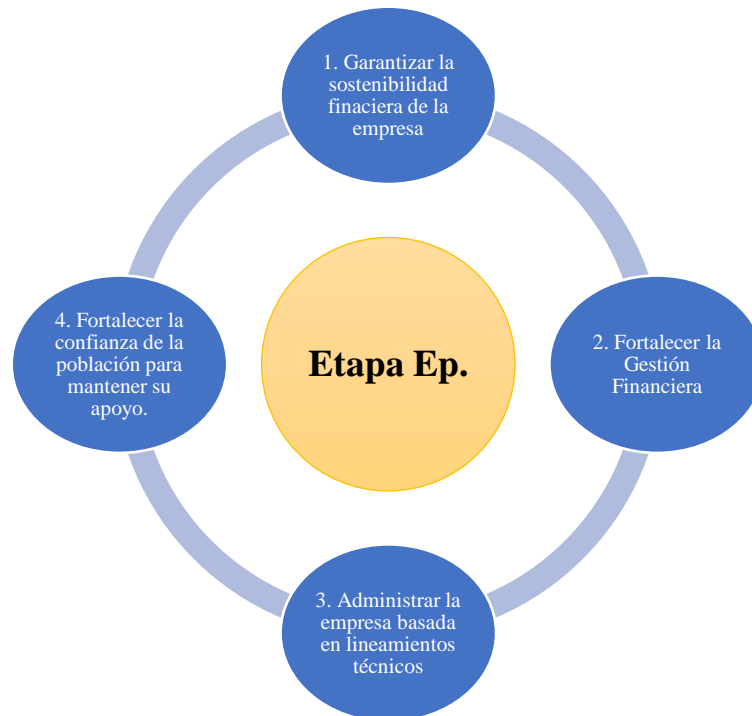 1. Garantizar la
sostenibilidad
finaciera de la
empresa
2. Fortalecer la
Gestión
Financiera
3. Administrar la
empresa basada
en lineamientos
técnicos
4. Fortalecer la
confianza de la
población para
mantener su
apoyo.
Etapa Ep.